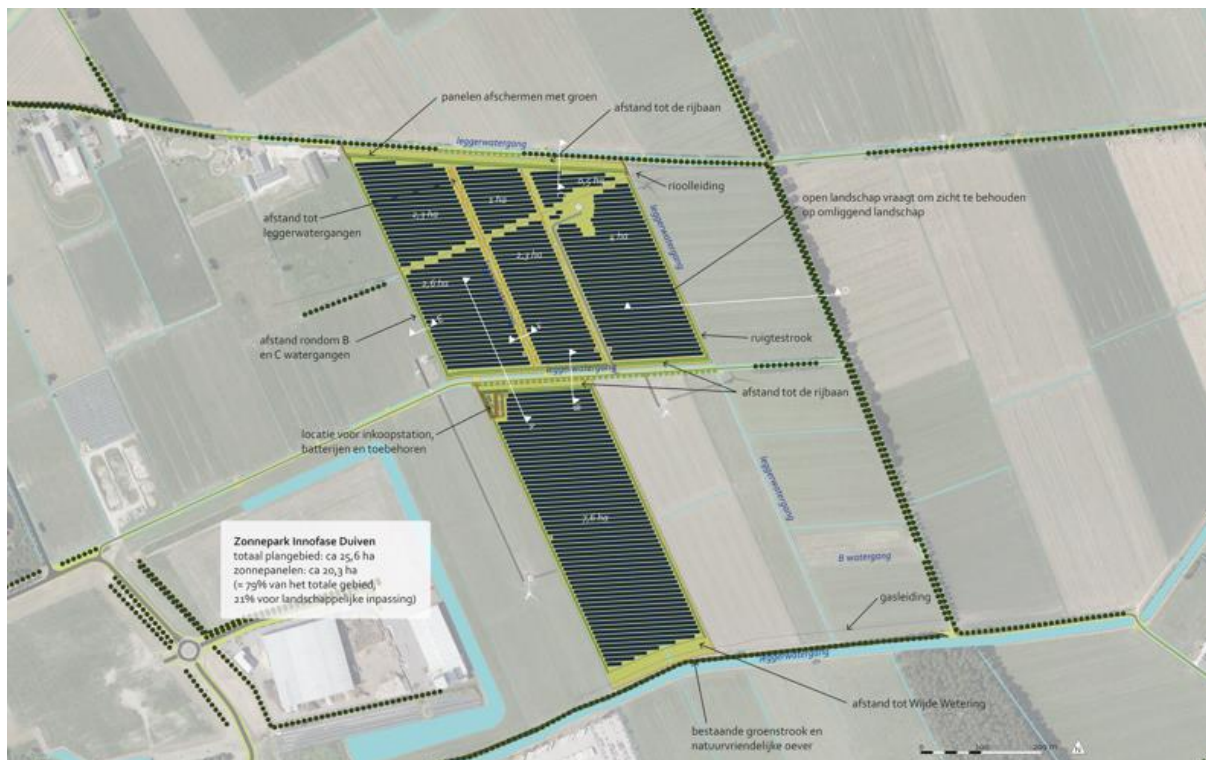 panelen afschermen met groen
afstand tot de rijbaan
leggerwatergang
rioolleiding
0,5 ha
1 ha
2,3 ha
open landschap vraagt om zicht te behouden
op omliggend landschap
afstand tot
leggerwatergangen
leggerwatergang
4 ha
2,3 ha
2,6 ha
afstand rondom B
en C watergangen
ruigtestrook
leggerwatergang
afstand tot de rijbaan
locatie voor inkoopstation,
batterijen en toebehoren
leggerwatergang
7,6 ha
Zonnepark Innofase Duiven
totaal plangebied: ca 25,6 ha
zonnepanelen: ca 20,3 ha
(= 79% van het totale gebied,
21% voor landschappelijke inpassing)
B watergang
gasleiding
leggerwatergang
afstand tot Wijde Wetering
bestaande groenstrook en
natuurvriendelijke oever
0 100 200 m